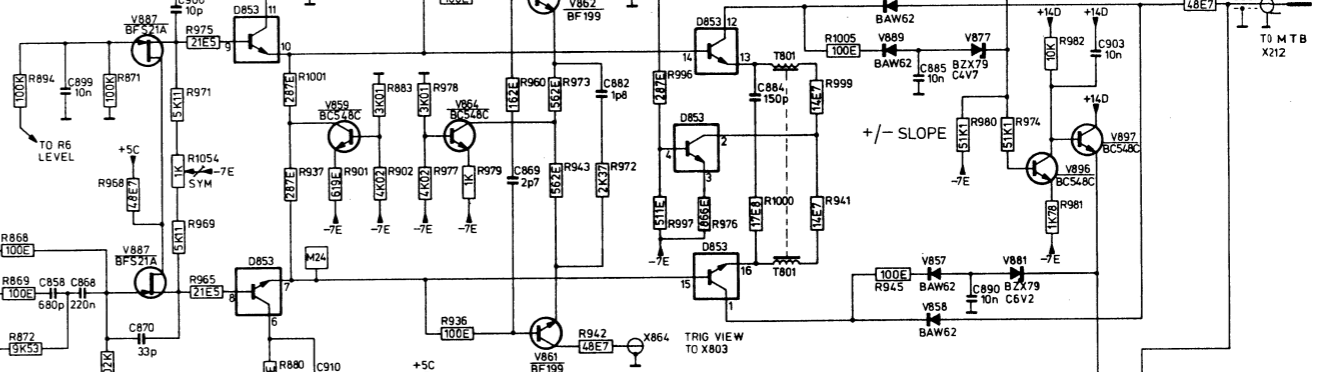 C900
10p
V887
BFS21A
R975
21E5
9
D853
11
10
100E
V862
BF199
D853
12
14
13
BAW62
R1005
100E
V889
BAW62
V877
BZX79
C4V7
C885
10n
+14D
+14D
R982
10K
C903
10n
48E7
TO MTB
X212
R894
100K
C899
10n
R871
100K
R971
5K11
R1001
287E
V859
BC548C
R883
3K01
R978
3K01
V864
BC548C
R960
162E
R973
562E
C882
1p8
R996
287E
T801
C884
150p
R999
14E7
D853
4
2
3
+/- SLOPE
R980
51K1
R974
51K1
+14D
V897
BC548C
V896
BC548C
TO R6
LEVEL
+5C
R968
48E7
R1054
1K
SYM
-7E
R969
5K11
R937
287E
R901
619E
R902
4K02
R977
4K02
R979
1K
-7E
-7E
-7E
-7E
C869
2p7
R943
562E
R972
2K37
R997
511E
R976
866E
-7E
R1000
17E8
R941
14E7
-7E
R981
1K78
-7E
R868
100E
V887
BFS21A
R869
100E
C858
680p
C868
220n
R965
21E5
8
D853
7
6
M24
D853
15
16
1
T801
100E
R945
V857
BAW62
V881
BZX79
C6V2
C890
10n
V858
BAW62
R872
9K53
C870
33p
12K
R936
100E
V861
BF199
R942
48E7
X864
TRIG VIEW
TO X803
R880
C910
+5C